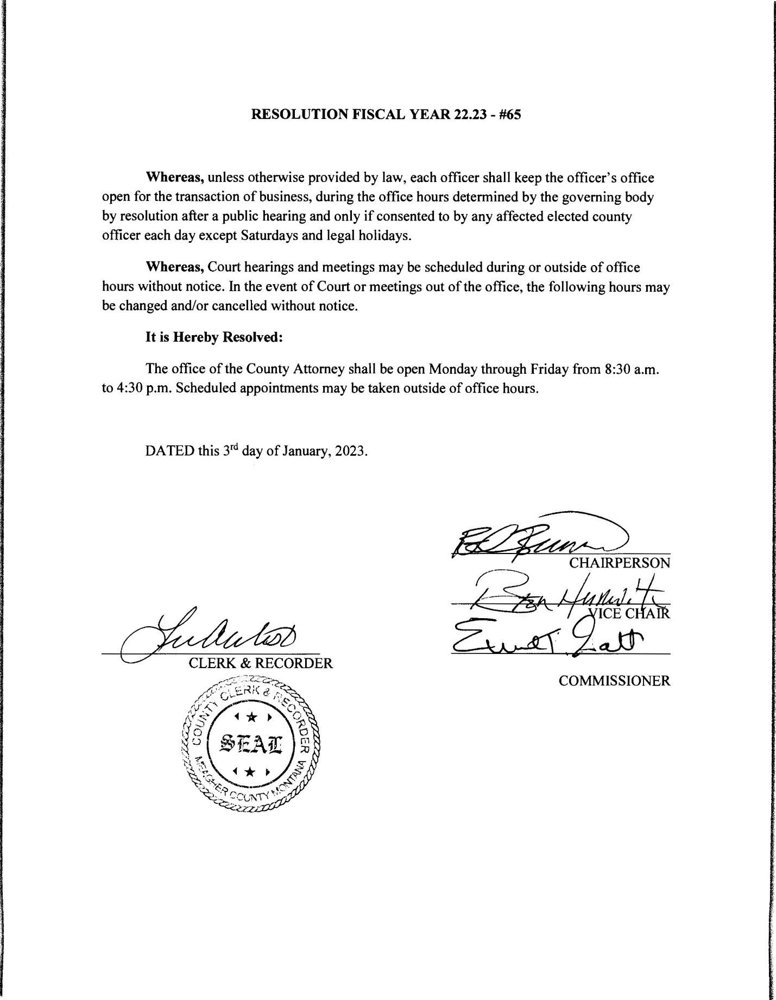 RESOLUTION FISCAL YEAR 22.23 - #65
Whereas, unless otherwise provided by law, each officer shall keep the officer's office
open for the transaction of business, during the office hours determined by the governing body
by resolution after a public hearing and only if consented to by any affected elected county
officer each day except Saturdays and legal holidays.
Whereas, Court hearings and meetings may be scheduled during or outside of office
hours without notice. In the event of Court or meetings out of the office, the following hours may
be changed and/or cancelled without notice.
It is Hereby Resolved:
The office of the County Attorney shall be open Monday through Friday from 8:30 a.m.
to 4:30 p.m. Scheduled appointments may be taken outside of office hours.
DATED this 3rd day of January, 2023.
CHAIRPERSON
VICE CHAIR
CLERK & RECORDER
COMMISSIONER
COUNTY CLERK & RECORDER
SEAL
MEAGHER COUNTY MONTANA